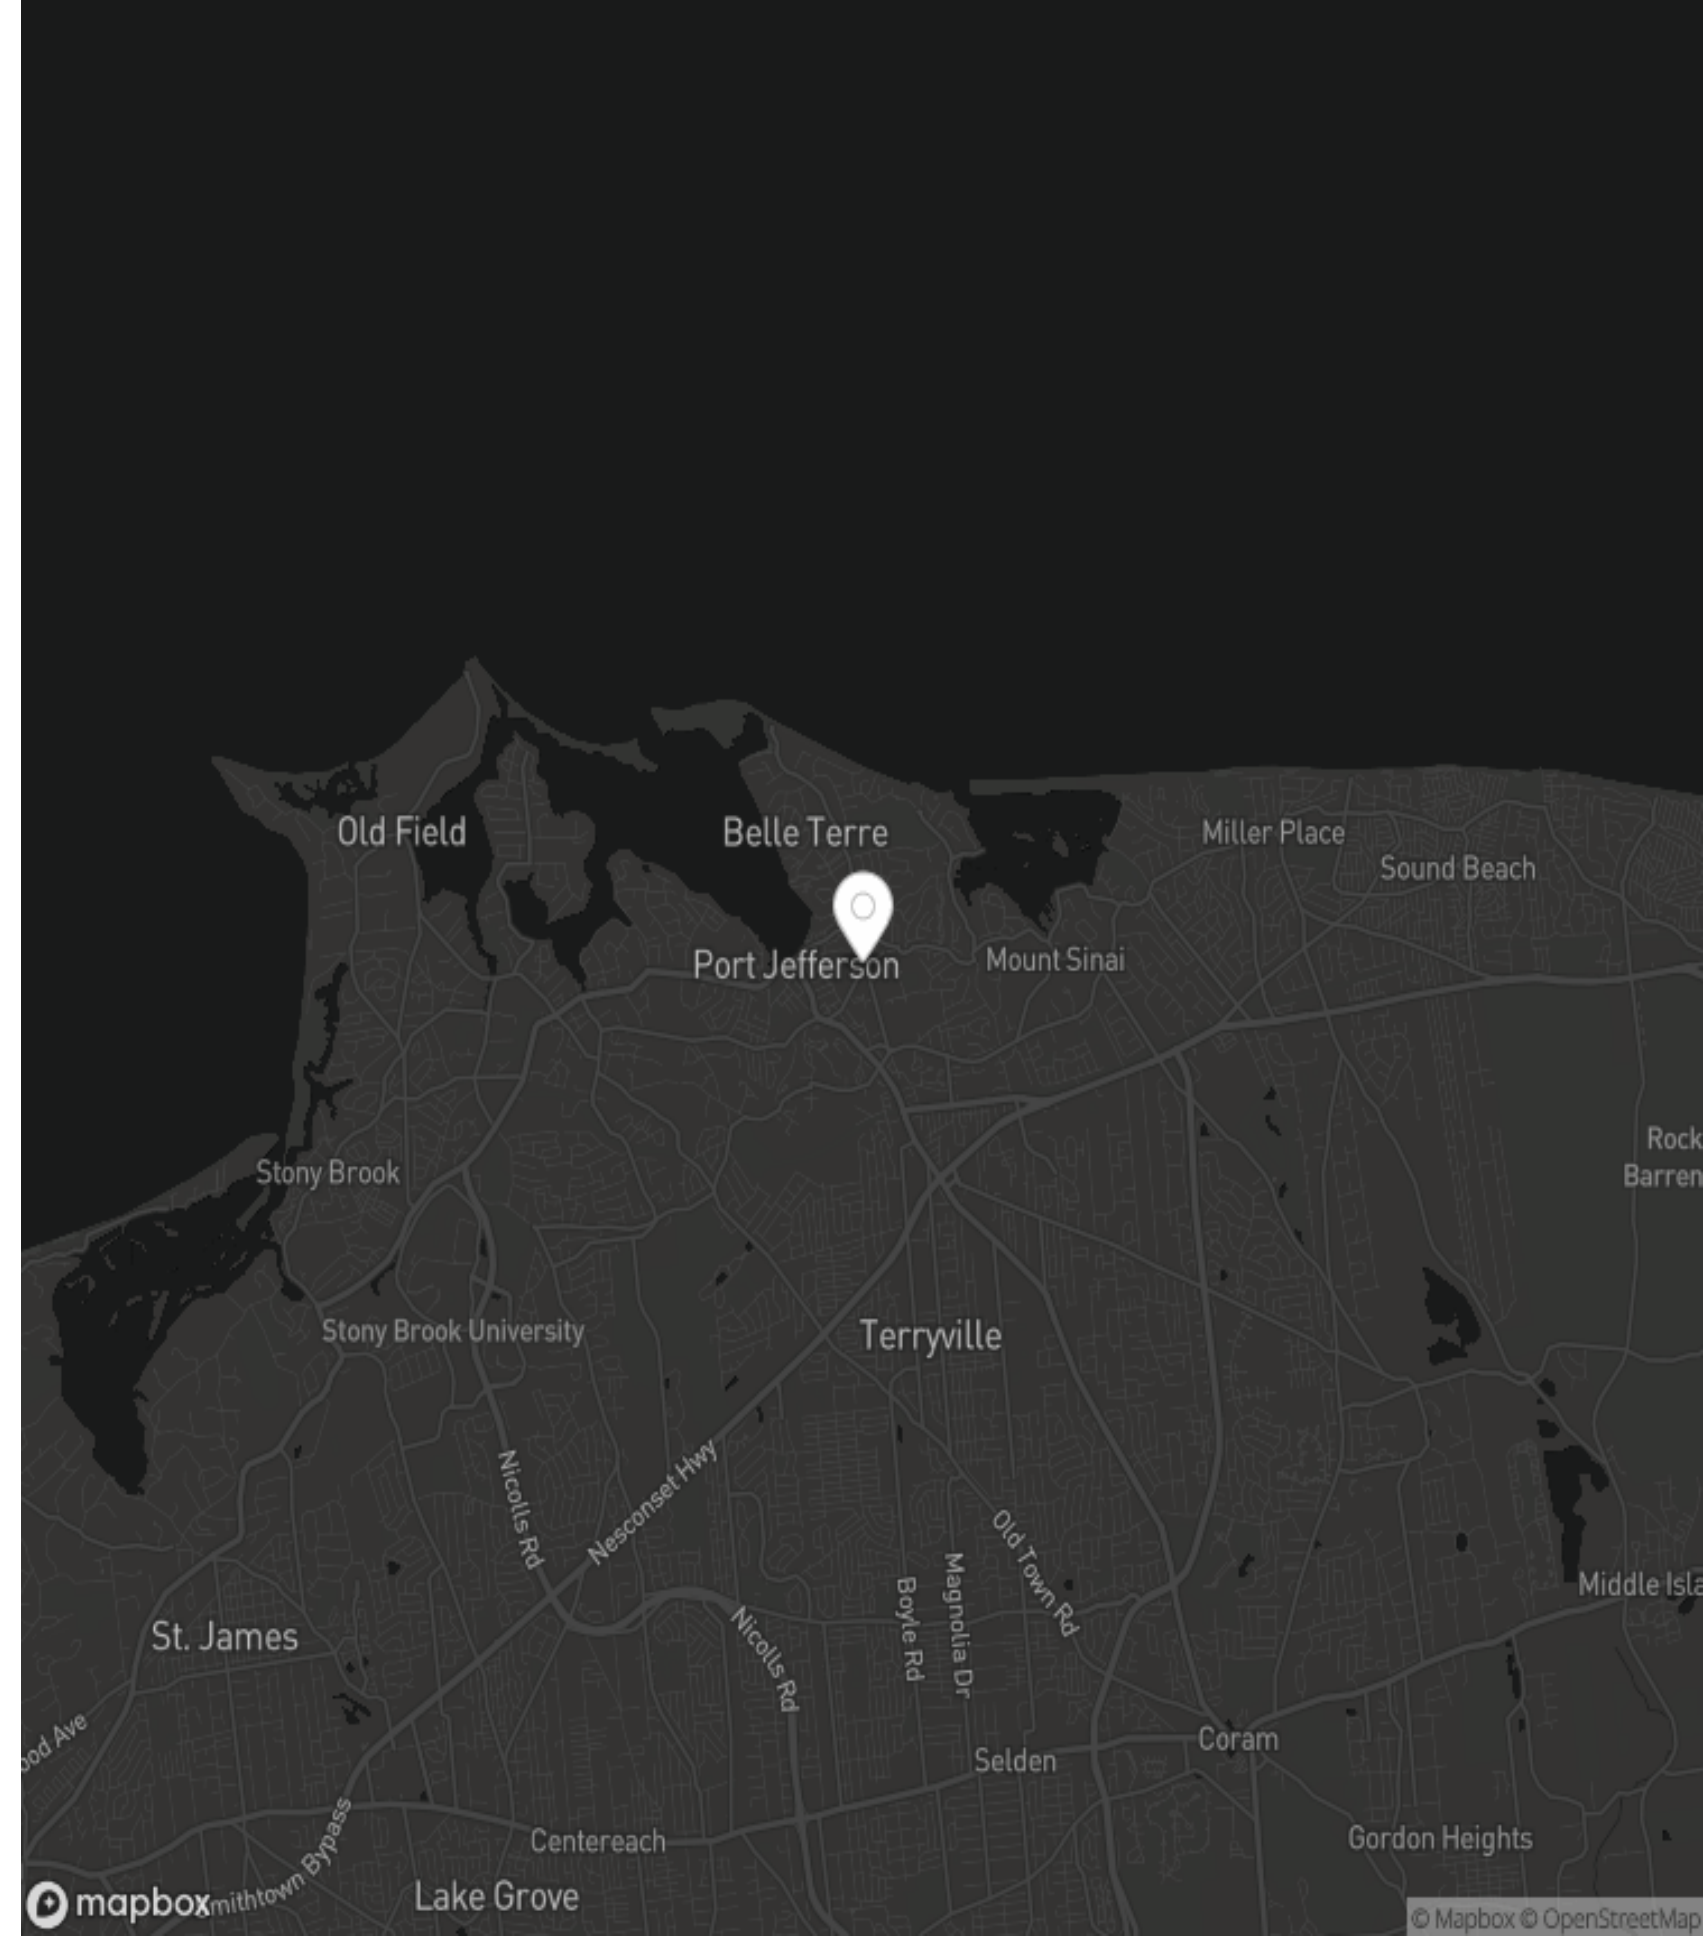 Old Field
Belle Terre
Miller Place
Sound Beach
Port Jefferson
Mount Sinai
Rock
Barren
Stony Brook
Stony Brook University
Terryville
Nicolls Rd
Nesconset Hwy
Old Town Rd
Magnolia Dr
Boyle Rd
Middle Isla
St. James
Nicolls Rd
ood Ave
Coram
Selden
Centereach
Gordon Heights
mithtown Bypass
Lake Grove
mapbox
© Mapbox © OpenStreetMap